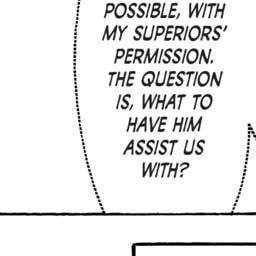 POSSIBLE, WITH
MY SUPERIORS'
PERMISSION.
THE QUESTION
IS, WHAT TO
HAVE HIM
ASSIST US
WITH?